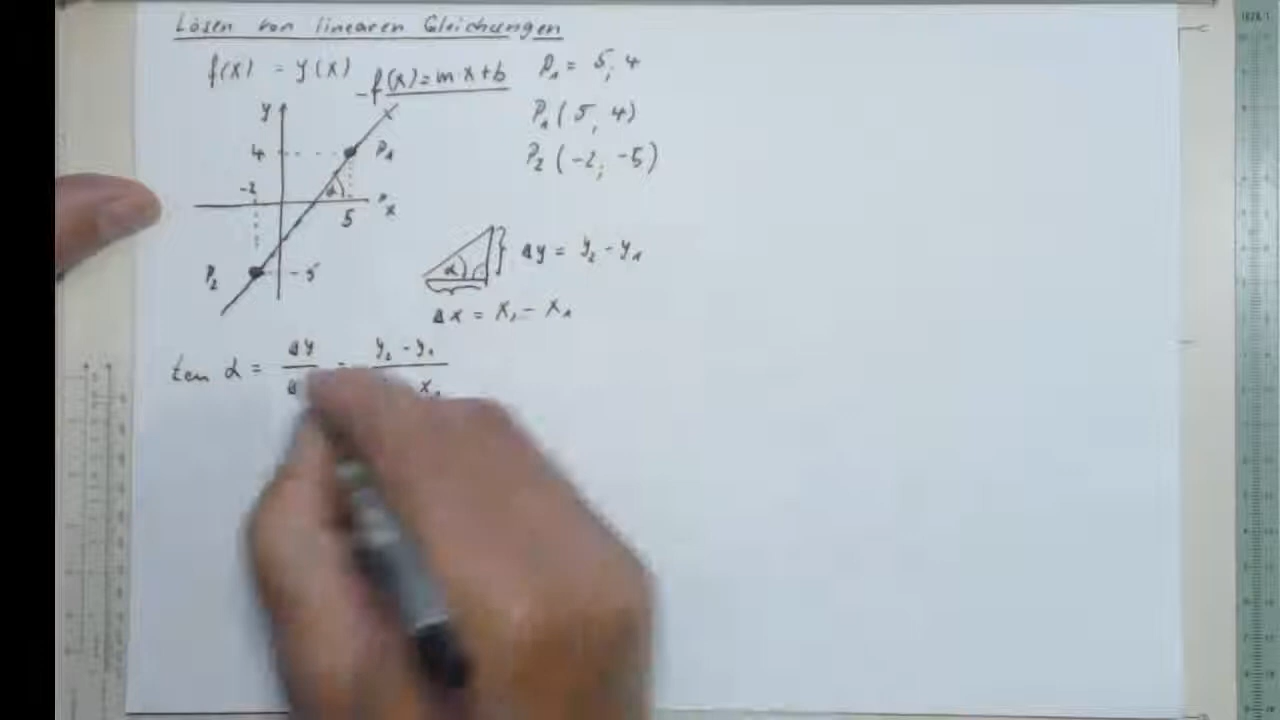 Lösen von linearen Gleichungen
f(x) = y(x)
f(x) = m·x+b
P₁ = 5; 4
P₁ (5, 4)
P₂ (-2; -5)
y
4
P₁
-2
α
5
x
P₂
-5
α
Δy = y₂ - y₁
Δx = x₂ - x₁
tan α = Δy = y₂ - y₁
x₁